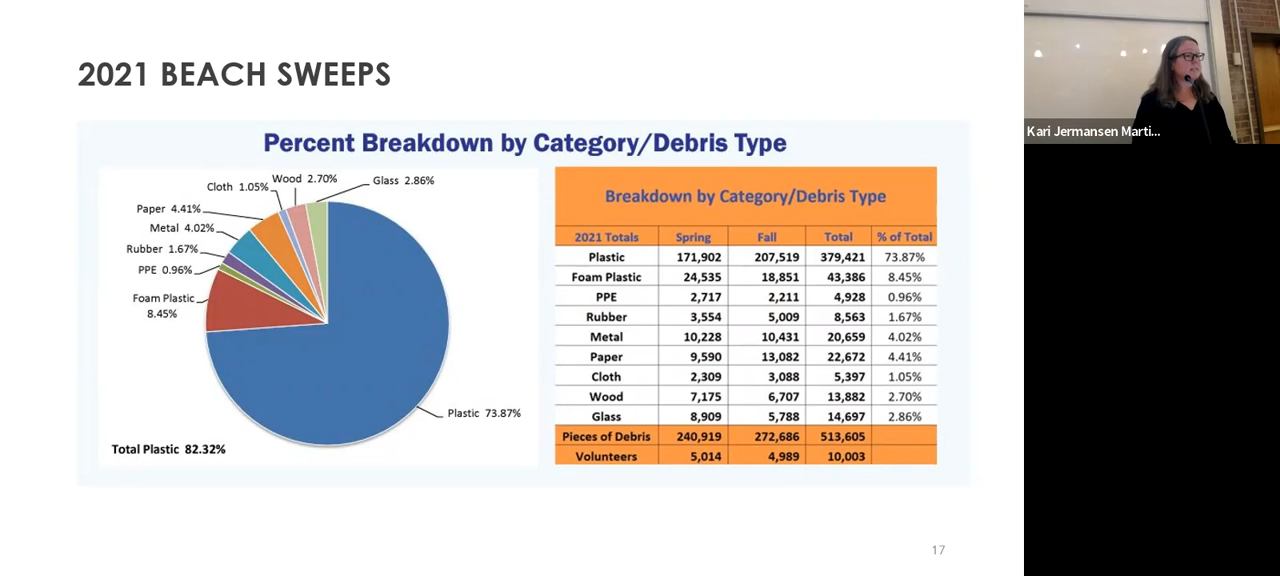 2021 BEACH SWEEPS
Percent Breakdown by Category/Debris Type
Wood 2.70%
Glass 2.86%
Cloth 1.05%
Paper 4.41%
Metal 4.02%
Rubber 1.67%
PPE 0.96%
Foam Plastic
8.45%
Plastic 73.87%
Total Plastic 82.32%
Breakdown by Category/Debris Type
2021 Totals Spring Fall Total % of Total
Plastic 171,902 207,519 379,421 73.87%
Foam Plastic 24,535 18,851 43,386 8.45%
PPE 2,717 2,211 4,928 0.96%
Rubber 3,554 5,009 8,563 1.67%
Metal 10,228 10,431 20,659 4.02%
Paper 9,590 13,082 22,672 4.41%
Cloth 2,309 3,088 5,397 1.05%
Wood 7,175 6,707 13,882 2.70%
Glass 8,909 5,788 14,697 2.86%
Pieces of Debris 240,919 272,686 513,605
Volunteers 5,014 4,989 10,003
17
Kari Jermansen Marti...